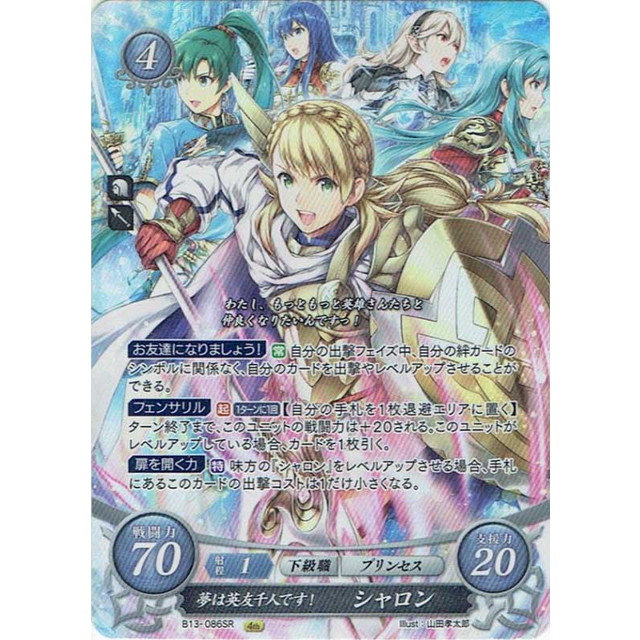 4
わたし、もっともっと英雄さんたちと
仲良くなりたいんですっ！
お友達になりましょう！ 常 自分の出撃フェイズ中、自分の絆カードの
シンボルに関係なく、自分のカードを出撃やレベルアップさせることが
できる。
フェンサリル 起 1ターンに1回【自分の手札を1枚退避エリアに置く】
ターン終了まで、このユニットの戦闘力は＋20される。このユニットが
レベルアップしている場合、カードを1枚引く。
扉を開く力 特 味方の『シャロン』をレベルアップさせる場合、手札
にあるこのカードの出撃コストは1だけ小さくなる。
戦闘力
70
射程 1
下級職
プリンセス
支援力
20
夢は英友千人です！
シャロン
B13-086SR 4th
Illust：山田孝太郎